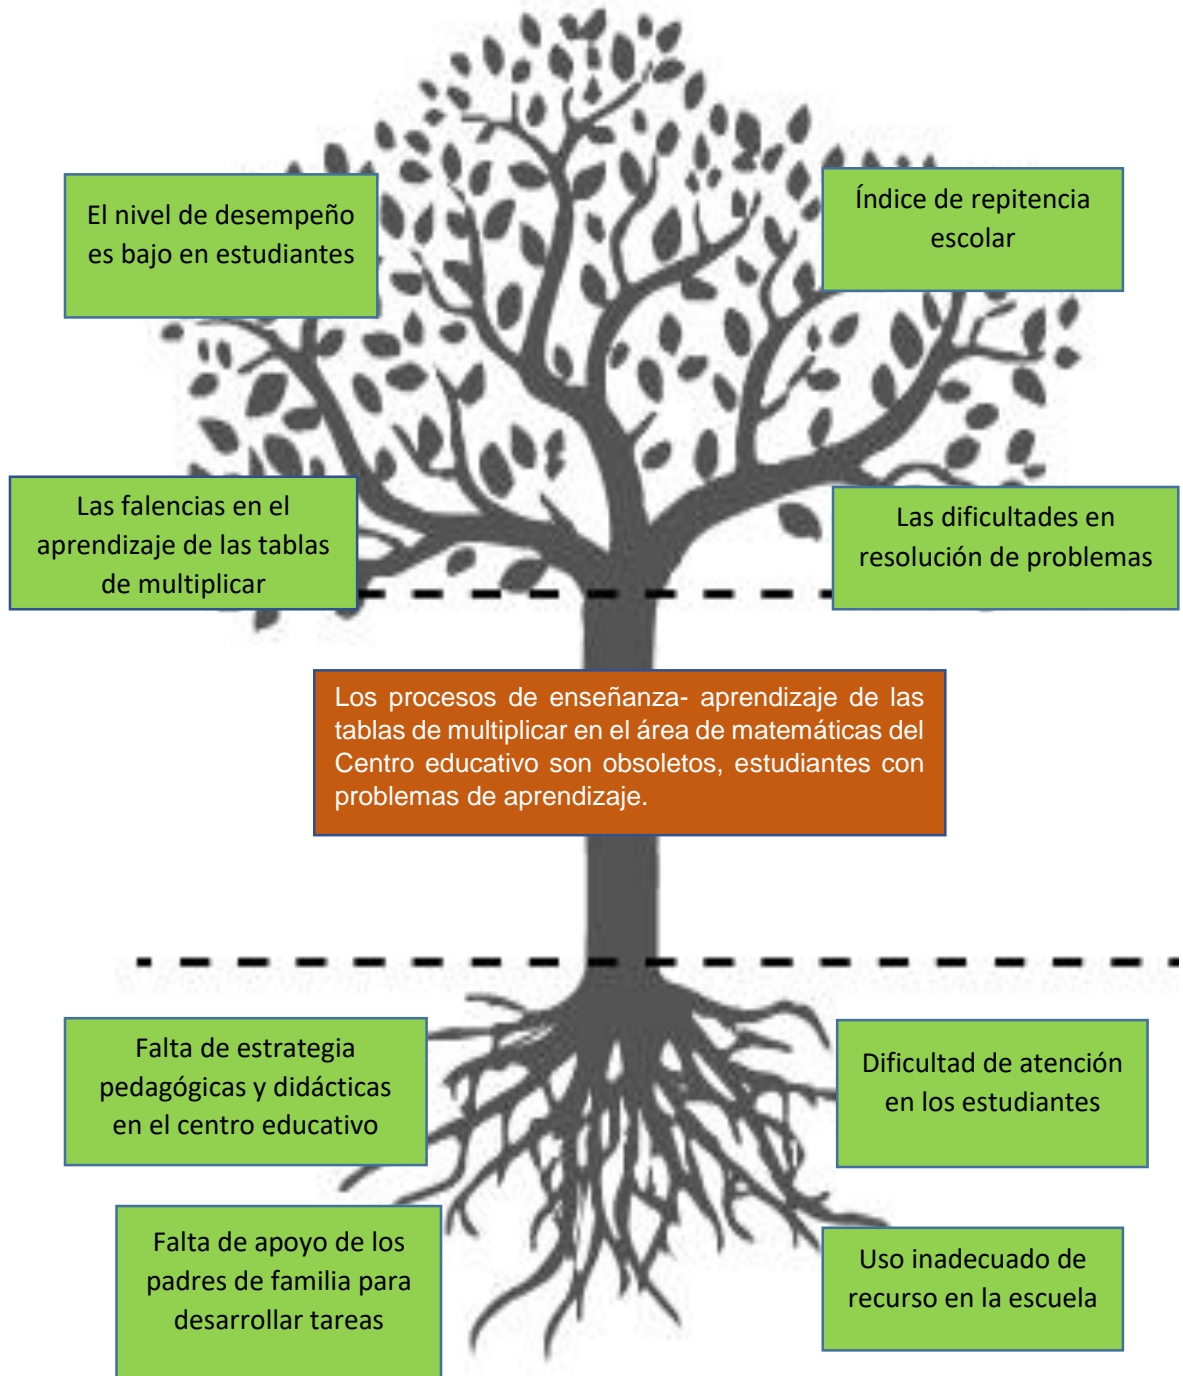 El nivel de desempeño
es bajo en estudiantes
Índice de repitencia
escolar
Las falencias en el
aprendizaje de las tablas
de multiplicar
Las dificultades en
resolución de problemas
Los procesos de enseñanza- aprendizaje de las
tablas de multiplicar en el área de matemáticas del
Centro educativo son obsoletos, estudiantes con
problemas de aprendizaje.
Falta de estrategia
pedagógicas y didácticas
en el centro educativo
Dificultad de atención
en los estudiantes
Falta de apoyo de los
padres de familia para
desarrollar tareas
Uso inadecuado de
recurso en la escuela